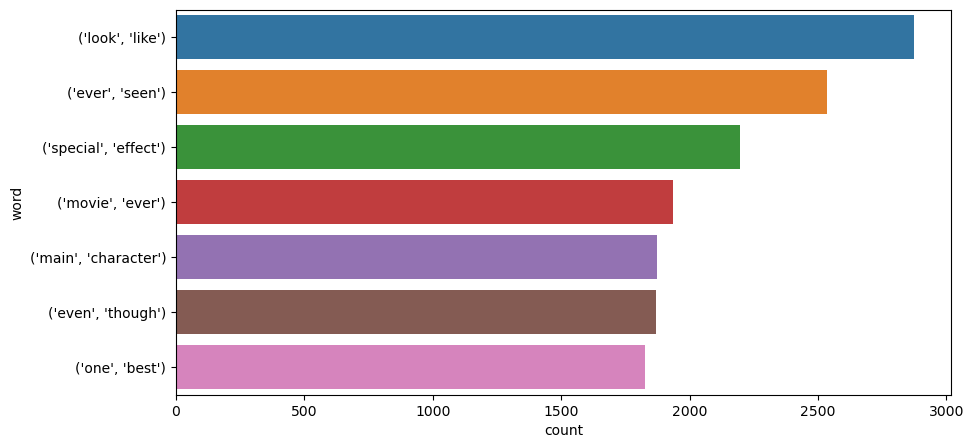 ('look', 'like')
('ever', 'seen')
('special', 'effect')
('movie', 'ever')
('main', 'character')
('even', 'though')
('one', 'best')
word
0 500 1000 1500 2000 2500 3000
count